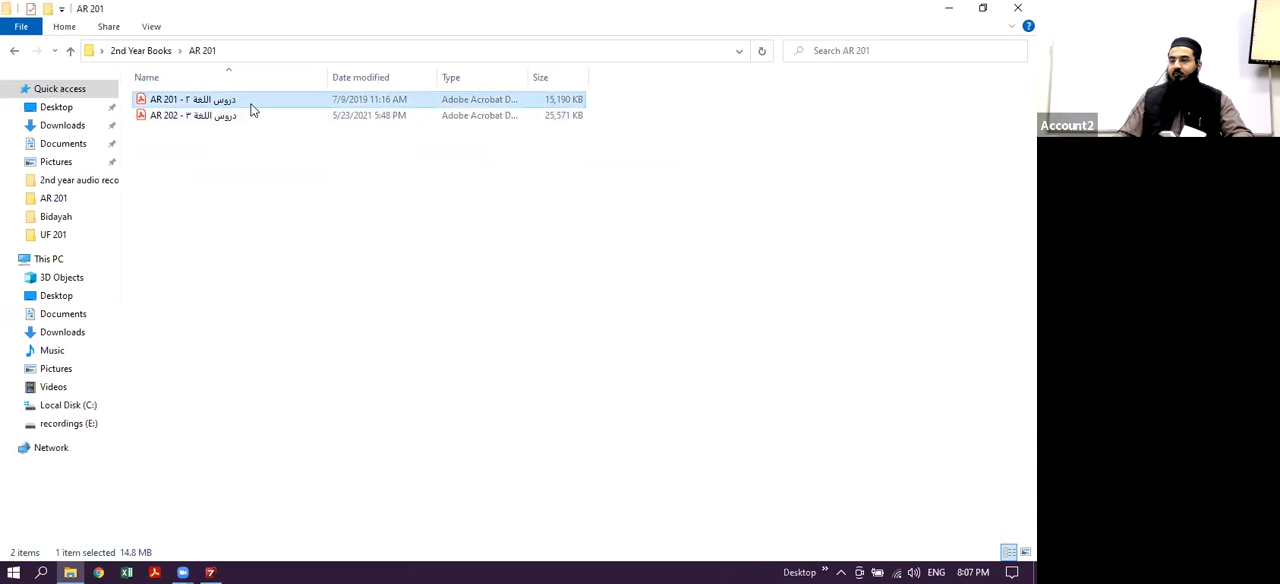 AR 201
File
Home
Share
View
2nd Year Books
AR 201
Search AR 201
Name
Date modified
Type
Size
AR 201 - دروس اللغة ٢
7/9/2019 11:16 AM
Adobe Acrobat D...
15,190 KB
AR 202 - دروس اللغة ٣
5/23/2021 5:48 PM
Adobe Acrobat D...
25,571 KB
Quick access
Desktop
Downloads
Documents
Pictures
2nd year audio reco
AR 201
Bidayah
UF 201
This PC
3D Objects
Desktop
Documents
Downloads
Music
Pictures
Videos
Local Disk (C:)
recordings (E:)
Network
Account2
2 items
1 item selected 14.8 MB
Desktop
ENG
8:07 PM